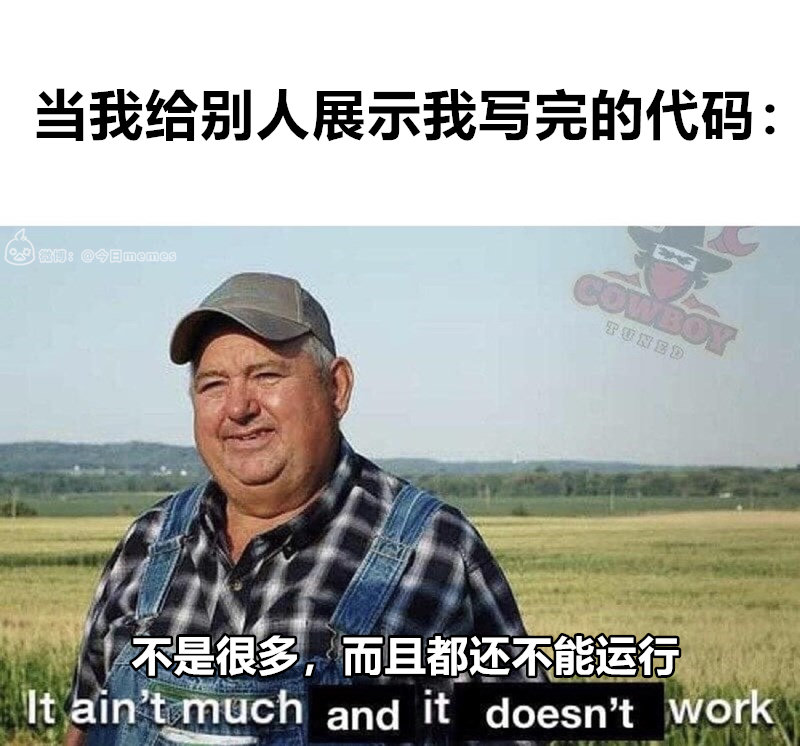 当我给别人展示我写完的代码：
微博：@今日memes
COWBOY
TUNED
不是很多，而且都还不能运行
It ain't much and it doesn't work